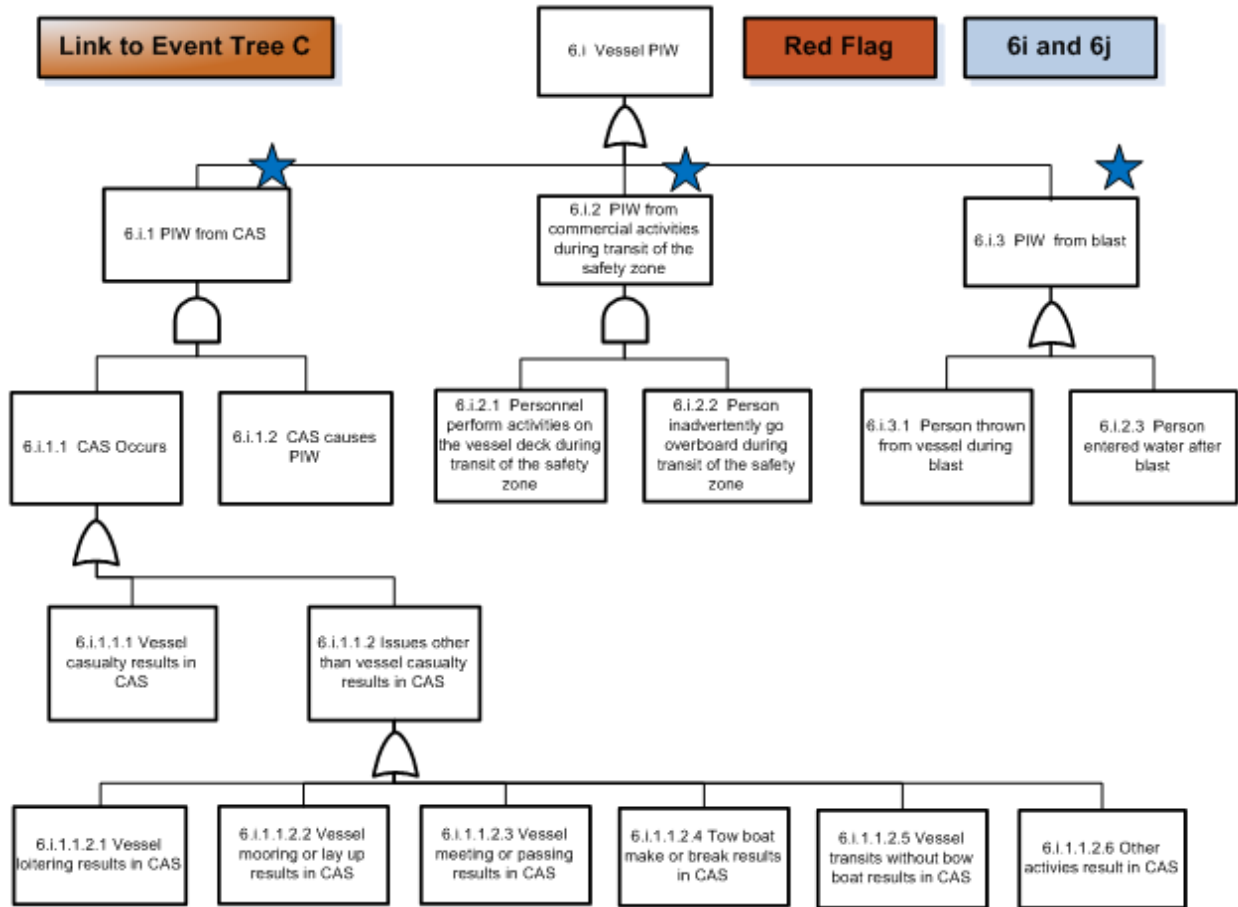 Link to Event Tree C
6.i Vessel PIW
Red Flag
6i and 6j
6.i.1 PIW from CAS
6.i.2 PIW from
commercial activities
during transit of the
safety zone
6.i.3 PIW from blast
6.i.1.1 CAS Occurs
6.i.1.2 CAS causes
PIW
6.i.2.1 Personnel
perform activities on
the vessel deck during
transit of the safety
zone
6.i.2.2 Person
inadvertently go
overboard during
transit of the safety
zone
6.i.3.1 Person thrown
from vessel during
blast
6.i.2.3 Person
entered water after
blast
6.i.1.1.1 Vessel
casualty results in
CAS
6.i.1.1.2 Issues other
than vessel casualty
results in CAS
6.i.1.1.2.1 Vessel
loitering results in CAS
6.i.1.1.2.2 Vessel
mooring or lay up
results in CAS
6.i.1.1.2.3 Vessel
meeting or passing
results in CAS
6.i.1.1.2.4 Tow boat
make or break results
in CAS
6.i.1.1.2.5 Vessel
transits without bow
boat results in CAS
6.i.1.1.2.6 Other
activies result in CAS